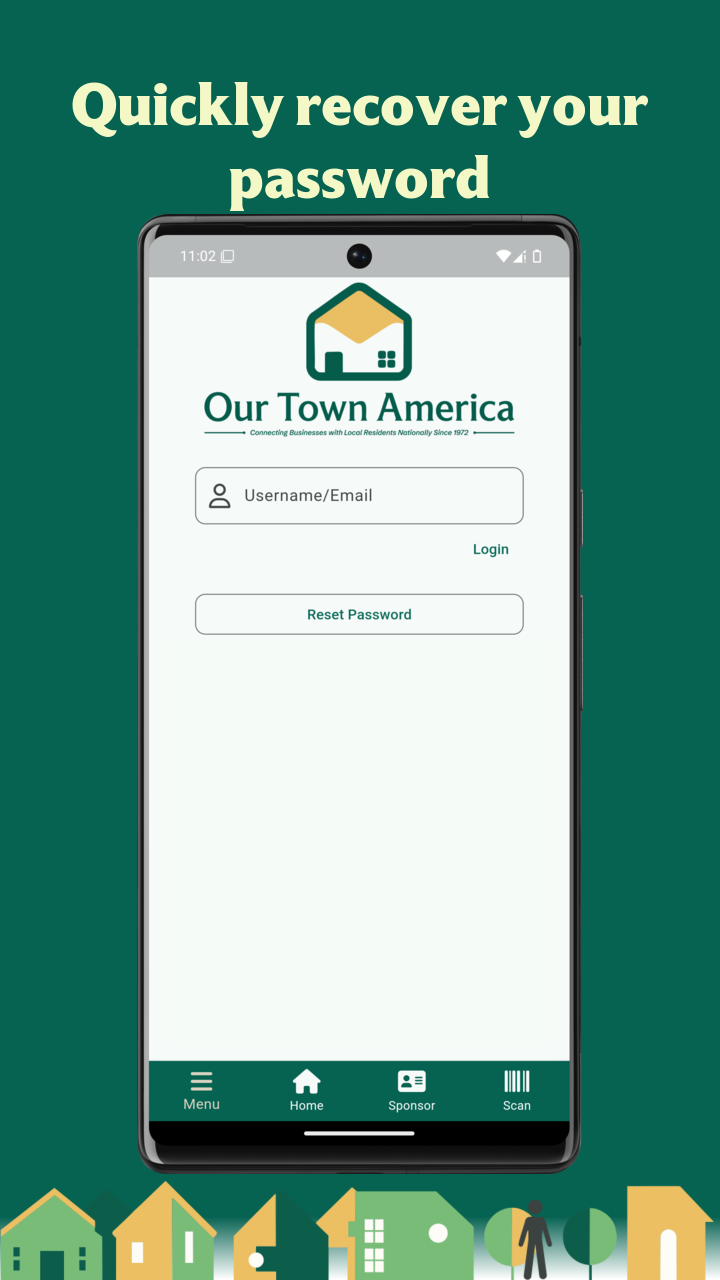 Quickly recover your
password
11:02
Our Town America
Connecting Businesses with Local Residents Nationally Since 1972
Username/Email
Login
Reset Password
Menu
Home
Sponsor
Scan